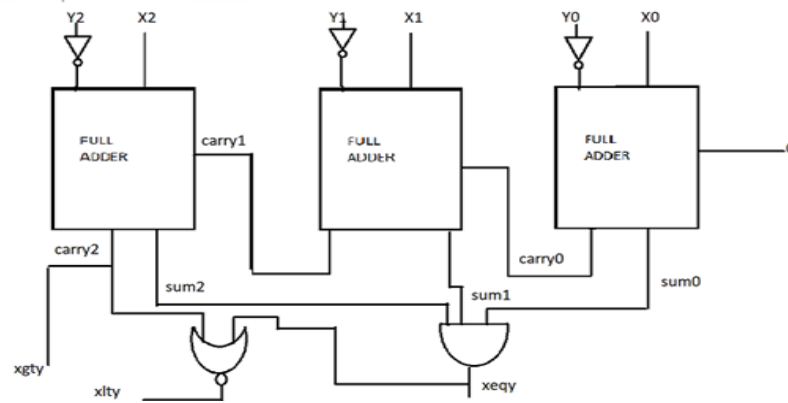 Y2 X2 Y1 X1 Y0 X0
FULL ADDER
FULL ADDER
FULL ADDER
carry1
carry2
sum2
sum1
carry0
sum0
xgty
xlty
xeqy